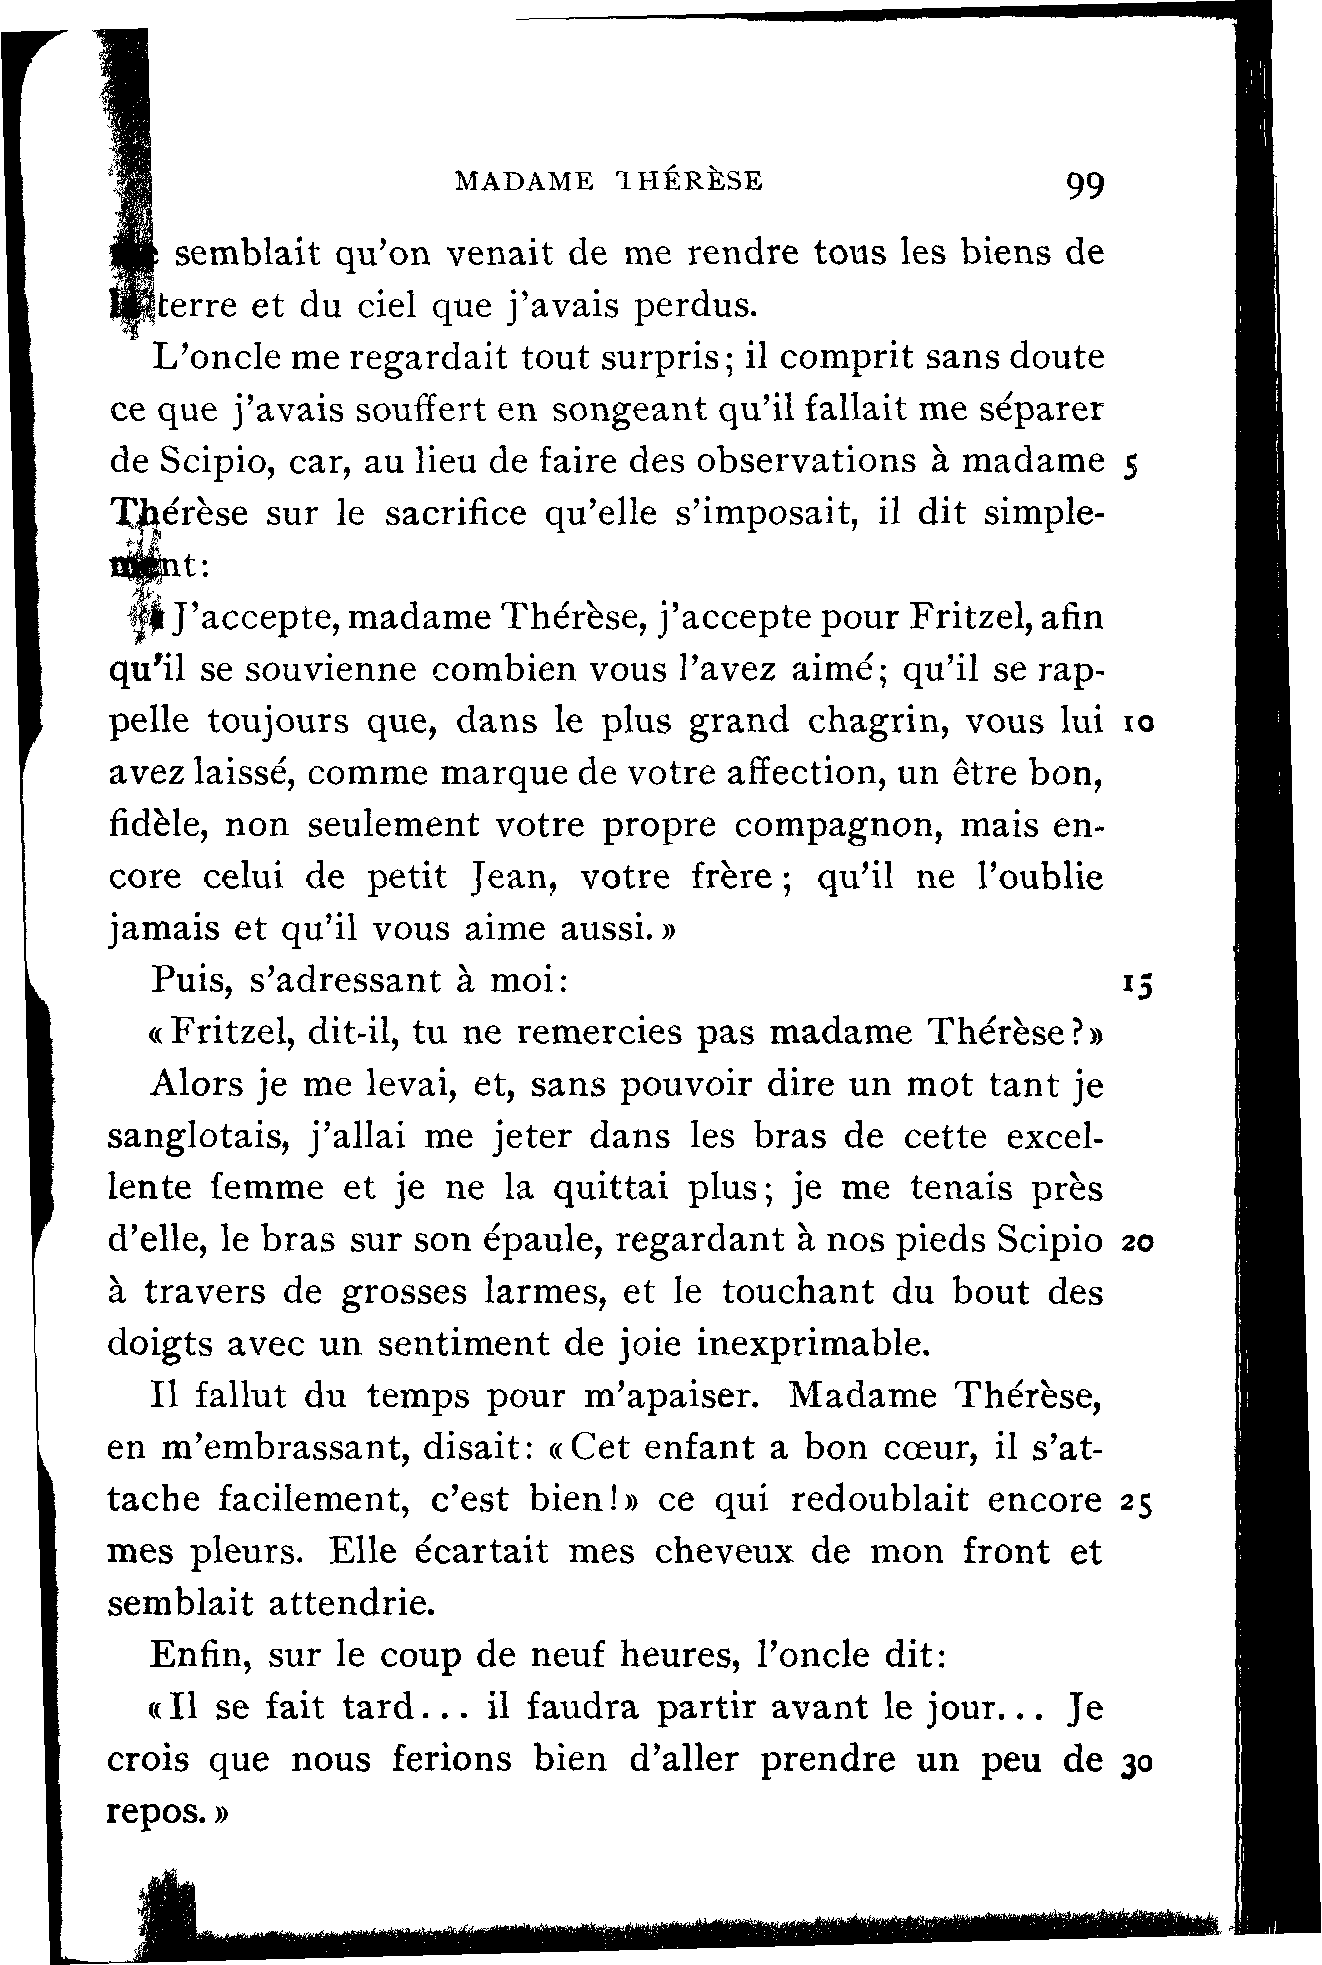 MADAME THÉRÈSE 99
semblait qu'on venait de me rendre tous les biens de
terre et du ciel que j'avais perdus.
L'oncle me regardait tout surpris; il comprit sans doute
ce que j'avais souffert en songeant qu'il fallait me séparer
de Scipio, car, au lieu de faire des observations à madame 5
Thérèse sur le sacrifice qu'elle s'imposait, il dit simple-
ment:
« J'accepte, madame Thérèse, j'accepte pour Fritzel, afin
qu'il se souvienne combien vous l'avez aimé; qu'il se rap-
pelle toujours que, dans le plus grand chagrin, vous lui 10
avez laissé, comme marque de votre affection, un être bon,
fidèle, non seulement votre propre compagnon, mais en-
core celui de petit Jean, votre frère; qu'il ne l'oublie
jamais et qu'il vous aime aussi.»
Puis, s'adressant à moi: 15
«Fritzel, dit-il, tu ne remercies pas madame Thérèse?»
Alors je me levai, et, sans pouvoir dire un mot tant je
sanglotais, j'allai me jeter dans les bras de cette excel-
lente femme et je ne la quittai plus; je me tenais près
d'elle, le bras sur son épaule, regardant à nos pieds Scipio 20
à travers de grosses larmes, et le touchant du bout des
doigts avec un sentiment de joie inexprimable.
Il fallut du temps pour m'apaiser. Madame Thérèse,
en m'embrassant, disait: «Cet enfant a bon cœur, il s'at-
tache facilement, c'est bien!» ce qui redoublait encore 25
mes pleurs. Elle écartait mes cheveux de mon front et
semblait attendrie.
Enfin, sur le coup de neuf heures, l'oncle dit:
«Il se fait tard... il faudra partir avant le jour... Je
crois que nous ferions bien d'aller prendre un peu de 30
repos.»